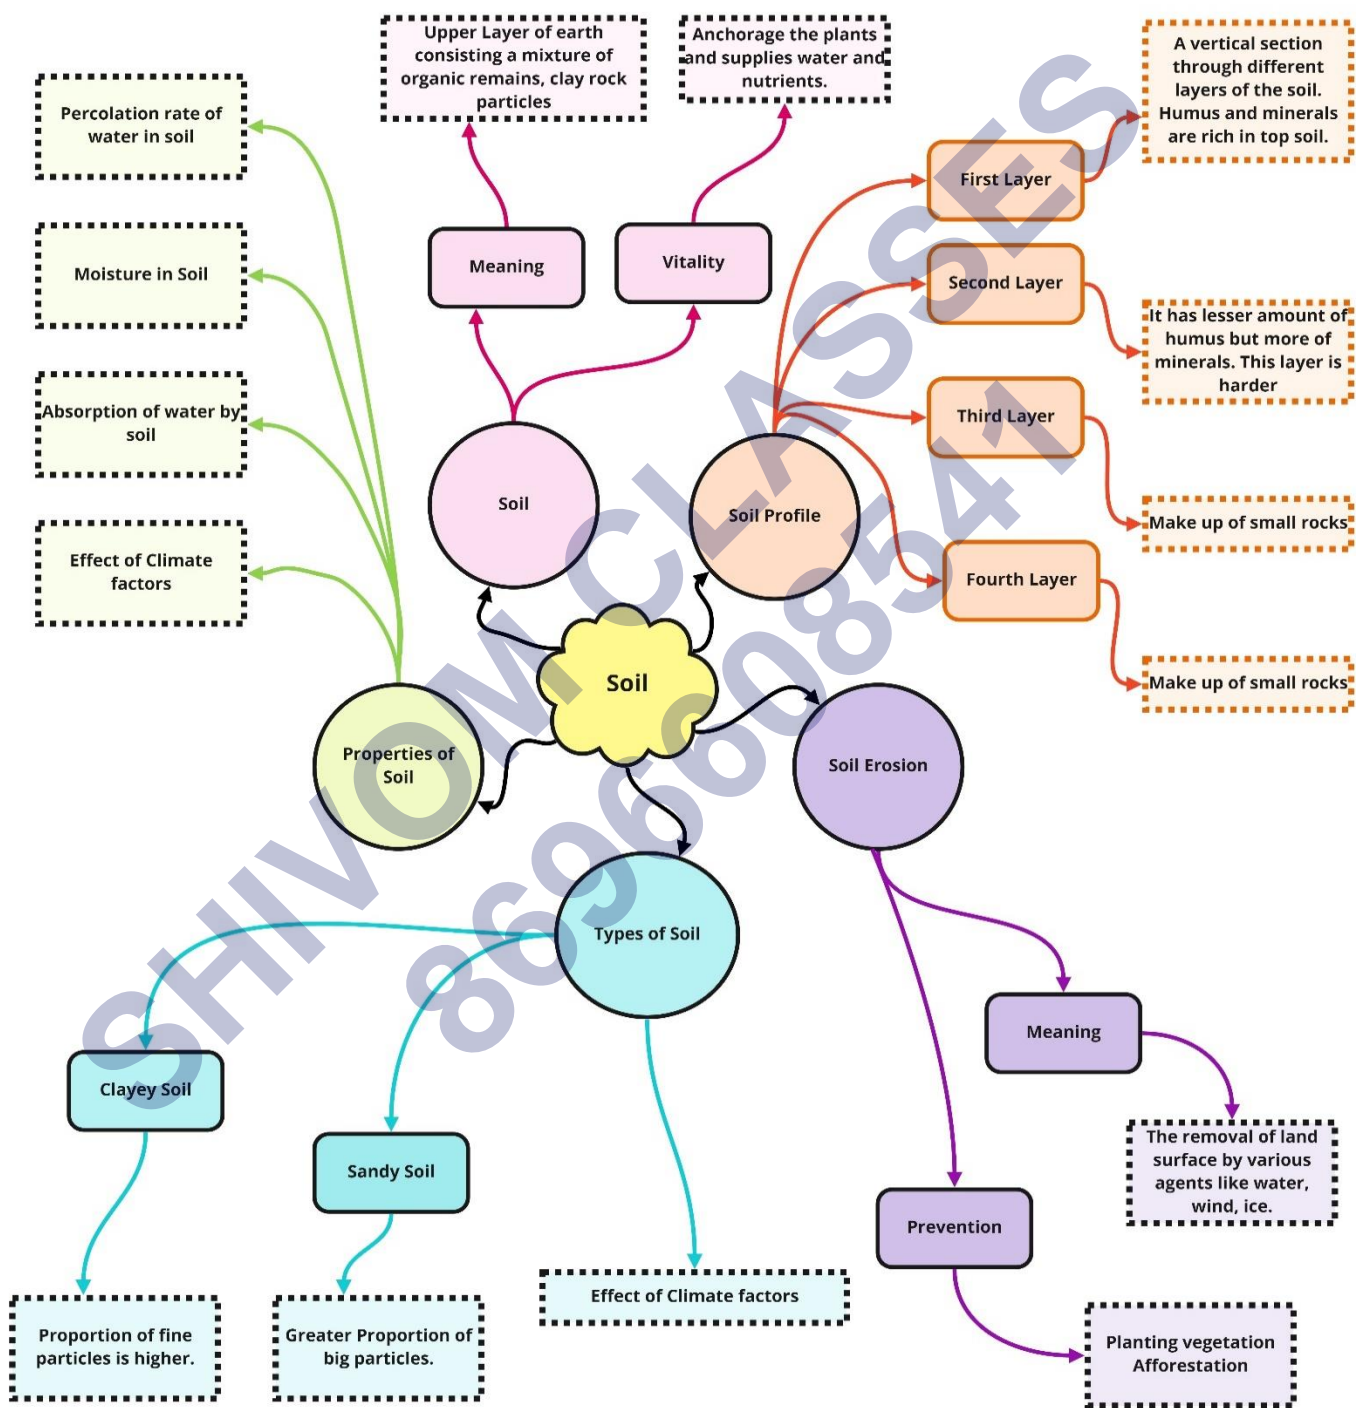 Upper Layer of earth
consisting a mixture of
organic remains, clay rock
particles
Anchorage the plants
and supplies water and
nutrients.
A vertical section
through different
layers of the soil.
Humus and minerals
are rich in top soil.
Percolation rate of
water in soil
First Layer
Meaning
Vitality
Moisture in Soil
Second Layer
It has lesser amount of
humus but more of
minerals. This layer is
harder
Absorption of water by
soil
Third Layer
Soil
Soil Profile
Make up of small rocks
Effect of Climate
factors
Fourth Layer
Soil
Make up of small rocks
Properties of
Soil
Soil Erosion
Types of Soil
Meaning
Clayey Soil
Sandy Soil
The removal of land
surface by various
agents like water,
wind, ice.
Prevention
Effect of Climate factors
Proportion of fine
particles is higher.
Greater Proportion of
big particles.
Planting vegetation
Afforestation
SHIVOM CLASSES
8696608541